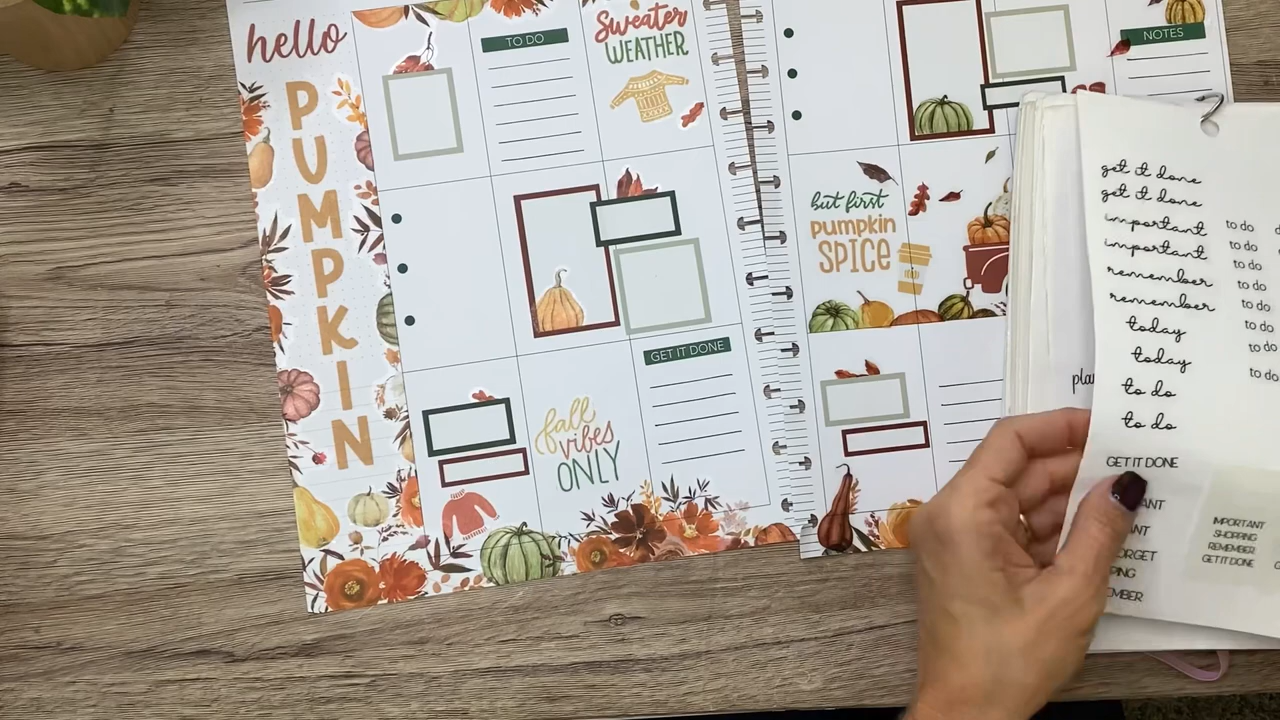 hello
PUMPKIN
TO DO
Sweater
WEATHER
GET IT DONE
fall
vibes
ONLY
NOTES
but first
pumpkin
SPICE
get it done
get it done
important
important
remember
remember
today
today
to do
to do
GET IT DONE
to do
to do
to do
to do
to do
to do
to do
to do
IMPORTANT
SHOPPING
REMEMBER
GET IT DONE